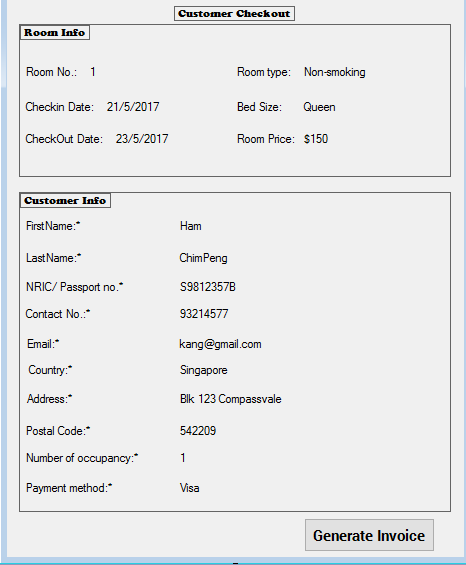 Customer Checkout
Room Info
Room No.: 1 Room type: Non-smoking
Checkin Date: 21/5/2017 Bed Size: Queen
CheckOut Date: 23/5/2017 Room Price: $150
Customer Info
FirstName:* Ham
LastName:* ChimPeng
NRIC/ Passport no.* S9812357B
Contact No.:* 93214577
Email:* kang@gmail.com
Country:* Singapore
Address:* Blk 123 Compassvale
Postal Code:* 542209
Number of occupancy:* 1
Payment method:* Visa
Generate Invoice